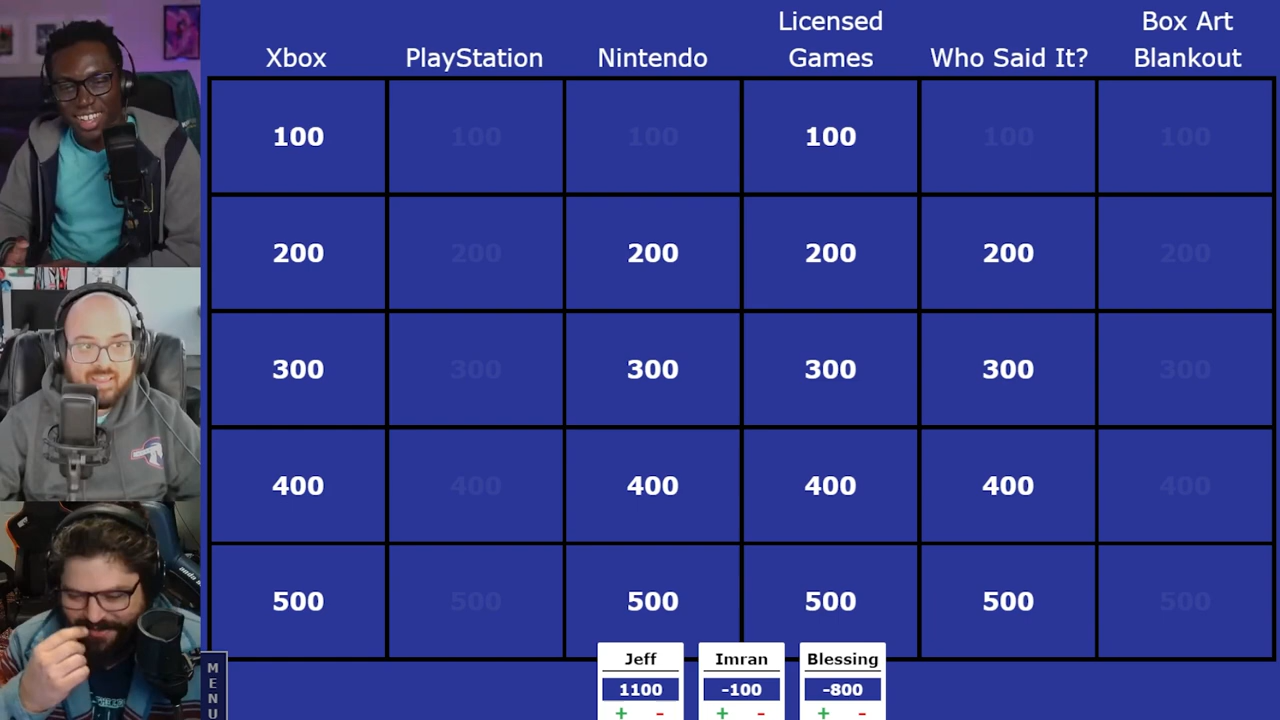 Xbox
PlayStation
Nintendo
Licensed
Games
Who Said It?
Box Art
Blankout
100 100 100 100 100 100
200 200 200 200 200 200
300 300 300 300 300 300
400 400 400 400 400 400
500 500 500 500 500 500
MENU
Jeff Imran Blessing
1100 -100 -800
+ - + - + -